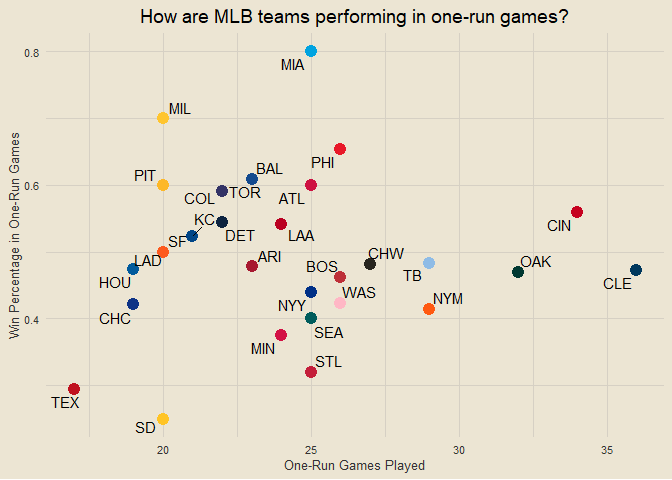 How are MLB teams performing in one-run games?
0.8
MIA
MIL
PHI
BAL
PIT
0.6
COL
TOR
ATL
KC
CIN
SF
DET
LAA
LAD
ARI
BOS
CHW
TB
OAK
HOU
CLE
WAS
NYY
NYM
CHC
0.4
SEA
MIN
STL
TEX
SD
Win Percentage in One-Run Games
20
25
30
35
One-Run Games Played